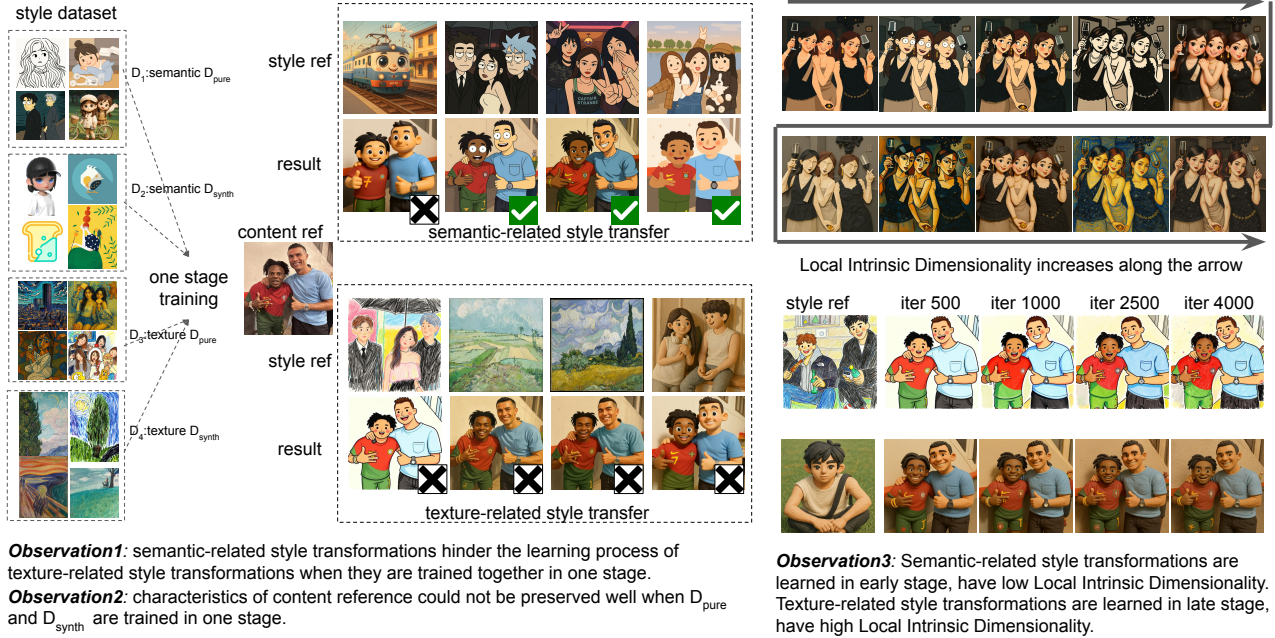 style dataset
D1:semantic Dpure
D2:semantic Dsynth
D3:texture Dpure
D4:texture Dsynth
one stage
training
content ref
style ref
result
semantic-related style transfer
style ref
result
texture-related style transfer
CAPTAIN
STRANGE
Observation1: semantic-related style transformations hinder the learning process of
texture-related style transformations when they are trained together in one stage.
Observation2: characteristics of content reference could not be preserved well when Dpure
and Dsynth are trained in one stage.
Local Intrinsic Dimensionality increases along the arrow
style ref iter 500 iter 1000 iter 2500 iter 4000
Observation3: Semantic-related style transformations are
learned in early stage, have low Local Intrinsic Dimensionality.
Texture-related style transformations are learned in late stage,
have high Local Intrinsic Dimensionality.